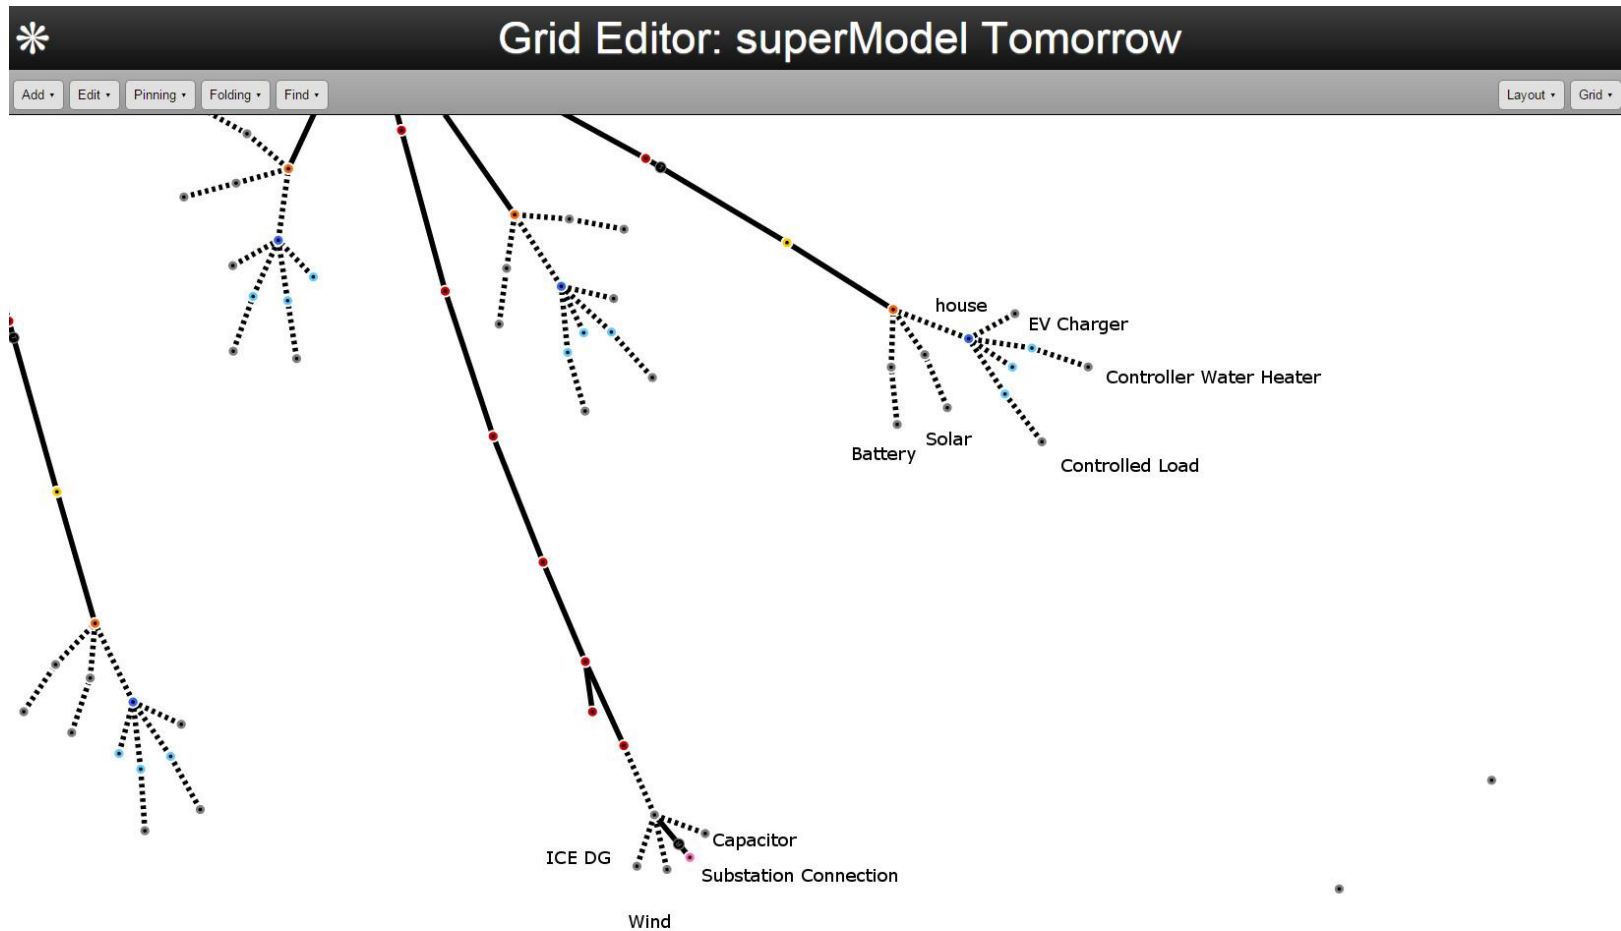 Grid Editor: superModel Tomorrow
Add
Edit
Pinning
Folding
Find
Layout
Grid
house
EV Charger
Controller Water Heater
Solar
Battery
Controlled Load
Capacitor
ICE DG
Substation Connection
Wind